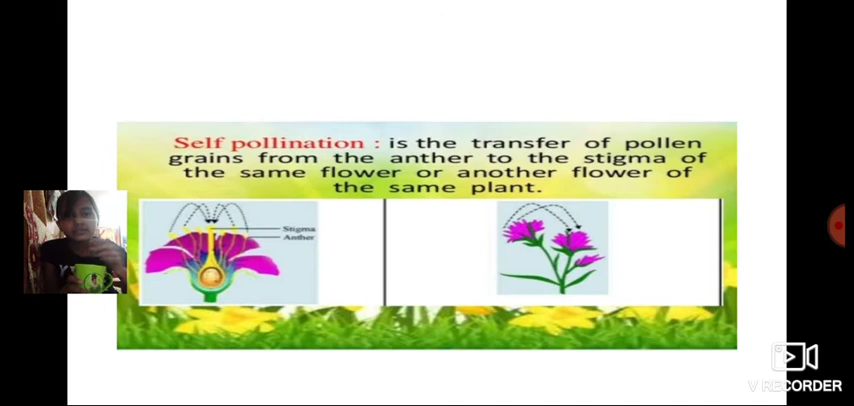 Self pollination : is the transfer of pollen
grains from the anther to the stigma of
the same flower or another flower of
the same plant.
Stigma
Anther
V RECORDER